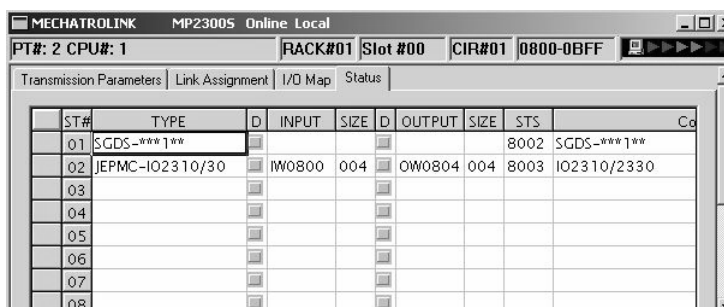 MECHATROLINK MP2300S Online Local
PT#: 2 CPU#: 1 RACK#01 Slot #00 CIR#01 0800-0BFF
Transmission Parameters Link Assignment I/O Map Status
ST# TYPE D INPUT SIZE D OUTPUT SIZE STS Co
01 SGDS-***1** 8002 SGDS-***1**
02 JEPMC-IO2310/30 IW0800 004 OW0804 004 8003 IO2310/2330
03
04
05
06
07
08